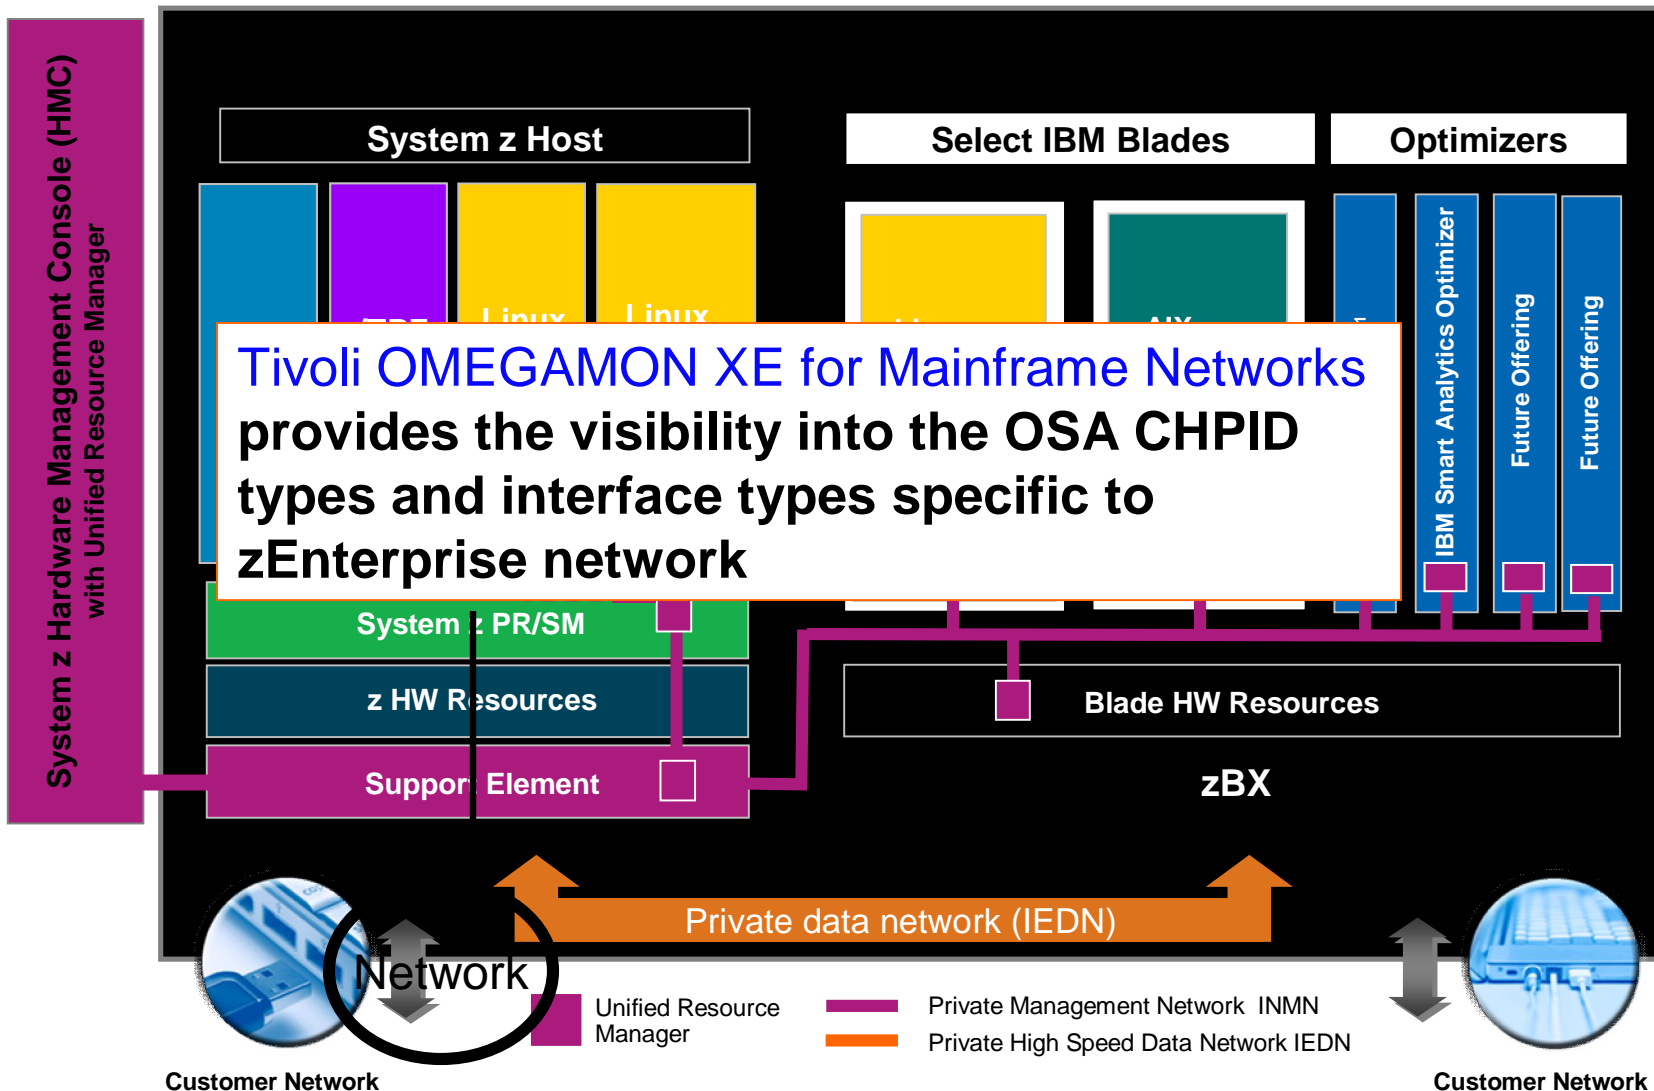 System z Hardware Management Console (HMC)
with Unified Resource Manager
System z Host
Select IBM Blades
Optimizers
Linux
Linux
IBM Smart Analytics Optimizer
Future Offering
Future Offering
Tivoli OMEGAMON XE for Mainframe Networks
provides the visibility into the OSA CHPID
types and interface types specific to
zEnterprise network
System z PR/SM
z HW Resources
Blade HW Resources
Support Element
zBX
Private data network (IEDN)
Network
Unified Resource
Manager
Private Management Network INMN
Private High Speed Data Network IEDN
Customer Network
Customer Network